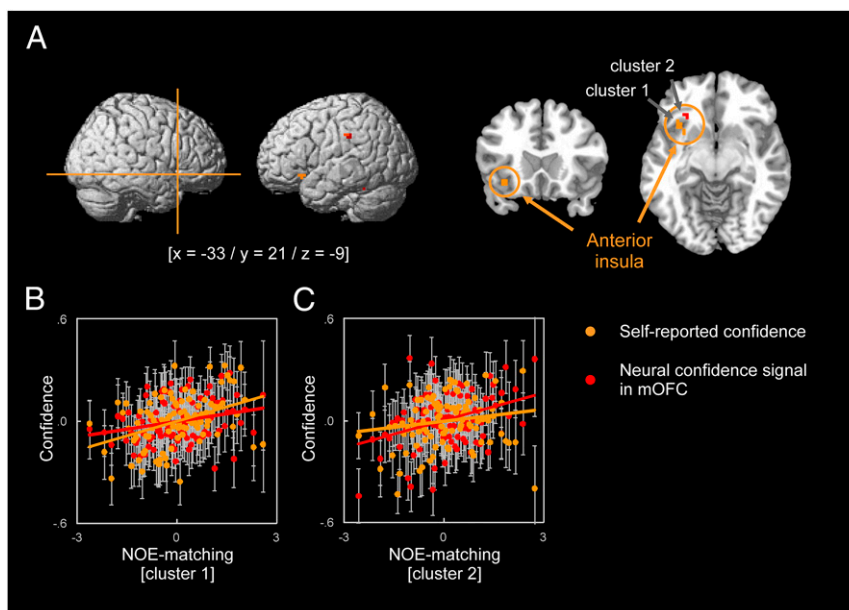 A
cluster 2
cluster 1
[x = -33 / y = 21 / z = -9]
Anterior
insula
B
C
.6
.6
Self-reported confidence
Neural confidence signal
in mOFC
Confidence
Confidence
.0
.0
-.6
-.6
-3
0
3
-3
0
3
NOE-matching
[cluster 1]
NOE-matching
[cluster 2]